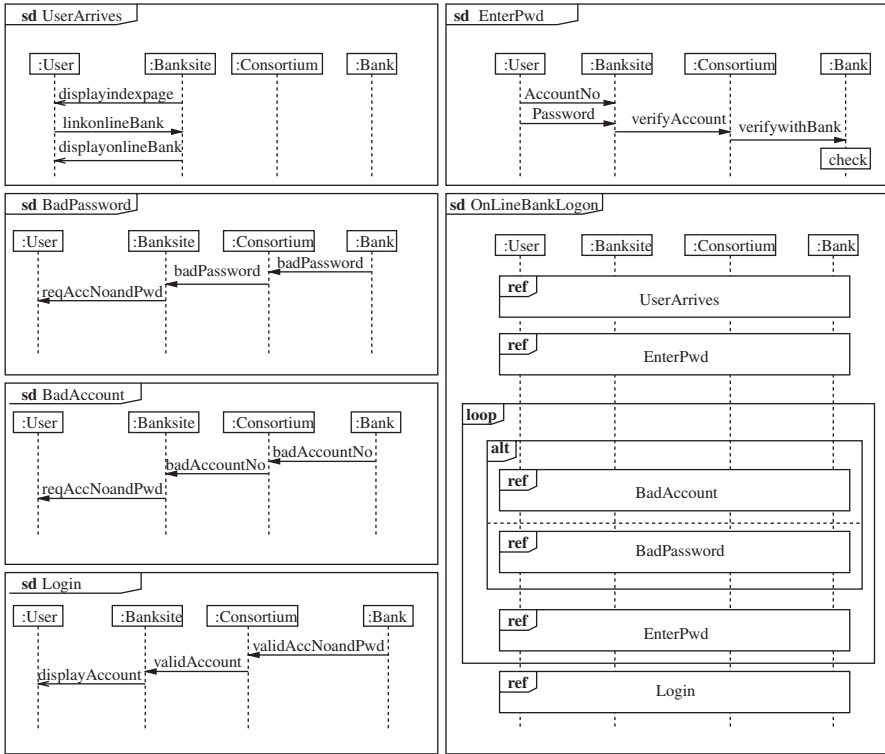 sd UserArrives
:User :Banksite :Consortium :Bank
displayindexpage
linkonlineBank
displayonlineBank
sd EnterPwd
:User :Banksite :Consortium :Bank
AccountNo
Password
verifyAccount
verifywithBank
check
sd BadPassword
:User :Banksite :Consortium :Bank
badPassword
badPassword
reqAccNoandPwd
sd BadAccount
:User :Banksite :Consortium :Bank
badAccountNo
badAccountNo
reqAccNoandPwd
sd Login
:User :Banksite :Consortium :Bank
validAccNoandPwd
validAccount
displayAccount
sd OnLineBankLogon
:User :Banksite :Consortium :Bank
ref
UserArrives
ref
EnterPwd
loop
alt
ref
BadAccount
ref
BadPassword
ref
EnterPwd
ref
Login